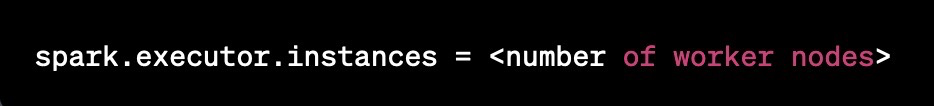 spark.executor.instances = <number of worker nodes>